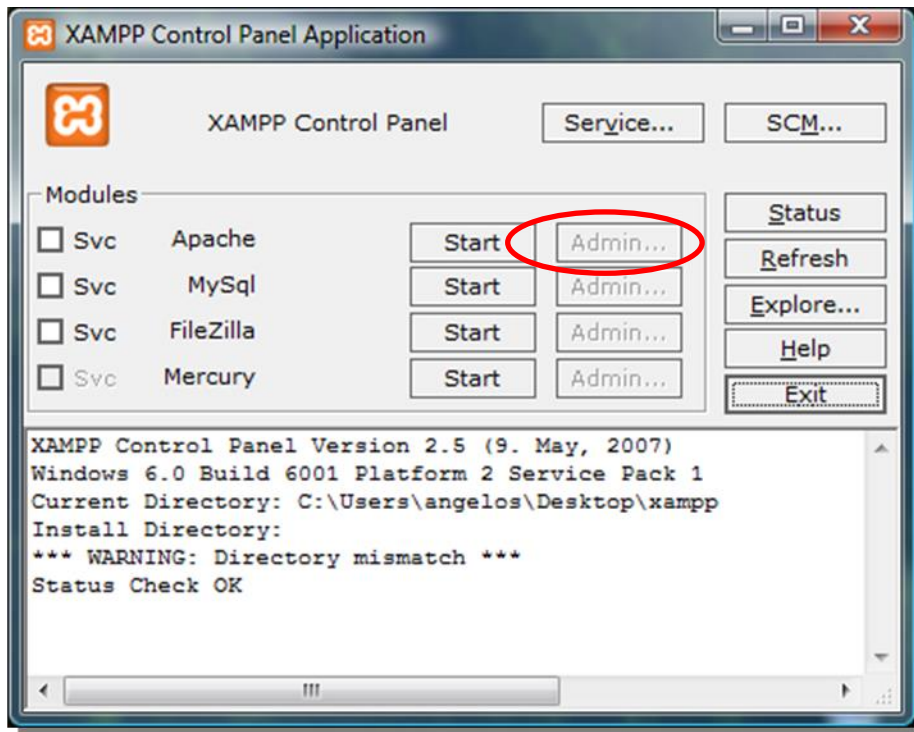 XAMPP Control Panel Application
XAMPP Control Panel
Service...
SCM...
Modules
Svc Apache Start Admin...
Svc MySql Start Admin...
Svc FileZilla Start Admin...
Svc Mercury Start Admin...
Status
Refresh
Explore...
Help
Exit
XAMPP Control Panel Version 2.5 (9. May, 2007)
Windows 6.0 Build 6001 Platform 2 Service Pack 1
Current Directory: C:\Users\angelos\Desktop\xampp
Install Directory:
*** WARNING: Directory mismatch ***
Status Check OK